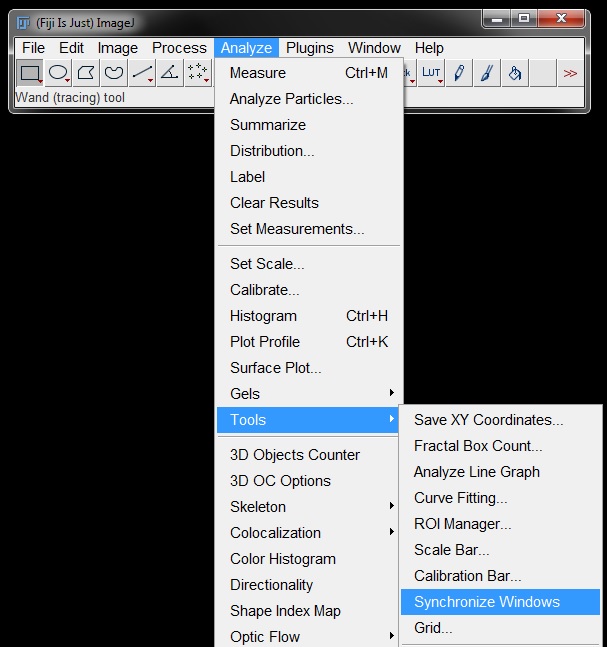 (Fiji Is Just) ImageJ
File Edit Image Process Analyze Plugins Window Help
LUT >>
Wand (tracing) tool
Measure Ctrl+M
Analyze Particles...
Summarize
Distribution...
Label
Clear Results
Set Measurements...
Set Scale...
Calibrate...
Histogram Ctrl+H
Plot Profile Ctrl+K
Surface Plot...
Gels
Tools
3D Objects Counter
3D OC Options
Skeleton
Colocalization
Color Histogram
Directionality
Shape Index Map
Optic Flow
Save XY Coordinates...
Fractal Box Count...
Analyze Line Graph
Curve Fitting...
ROI Manager...
Scale Bar...
Calibration Bar...
Synchronize Windows
Grid...